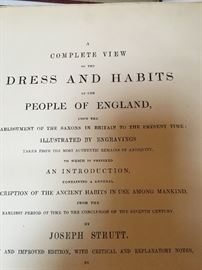 A
COMPLETE VIEW
OF THE
DRESS AND HABITS
OF THE
PEOPLE OF ENGLAND,
FROM THE
ABLISHMENT OF THE SAXONS IN BRITAIN TO THE PRESENT TIME:
ILLUSTRATED BY ENGRAVINGS
TAKEN FROM THE MOST AUTHENTIC REMAINS OF ANTIQUITY.
TO WHICH IS PREFIXED
AN INTRODUCTION,
CONTAINING A GENERAL
SCRIPTION OF THE ANCIENT HABITS IN USE AMONG MANKIND,
FROM THE
EARLIEST PERIOD OF TIME TO THE CONCLUSION OF THE SEVENTH CENTURY.
BY
JOSEPH STRUTT.
AND IMPROVED EDITION, WITH CRITICAL AND EXPLANATORY NOTES,
BY